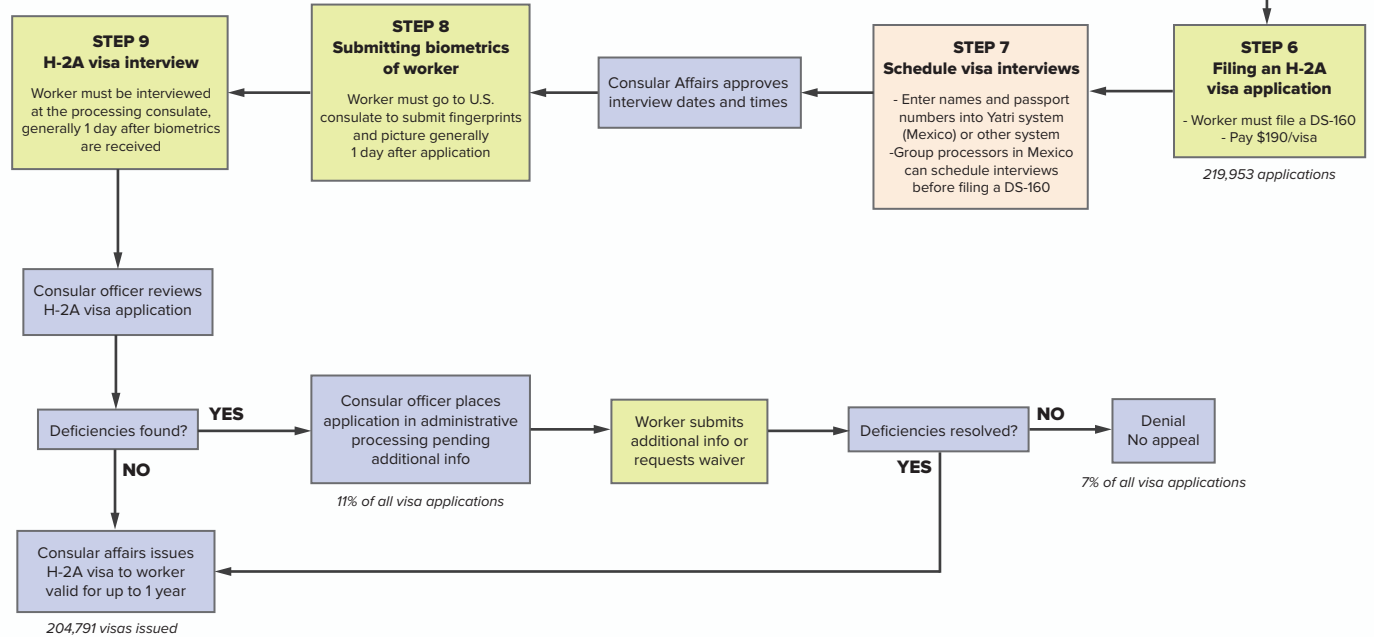 STEP 6
Filing an H-2A
visa application
- Worker must file a DS-160
- Pay $190/visa
219,953 applications
STEP 7
Schedule visa interviews
- Enter names and passport
numbers into Yatri system
(Mexico) or other system
-Group processors in Mexico
can schedule interviews
before filing a DS-160
Consular Affairs approves
interview dates and times
STEP 8
Submitting biometrics
of worker
Worker must go to U.S.
consulate to submit fingerprints
and picture generally
1 day after application
STEP 9
H-2A visa interview
Worker must be interviewed
at the processing consulate,
generally 1 day after biometrics
are received
Consular officer reviews
H-2A visa application
Deficiencies found?
YES
NO
Consular officer places
application in administrative
processing pending
additional info
11% of all visa applications
Worker submits
additional info or
requests waiver
Deficiencies resolved?
NO
YES
Denial
No appeal
7% of all visa applications
Consular affairs issues
H-2A visa to worker
valid for up to 1 year
204,791 visas issued